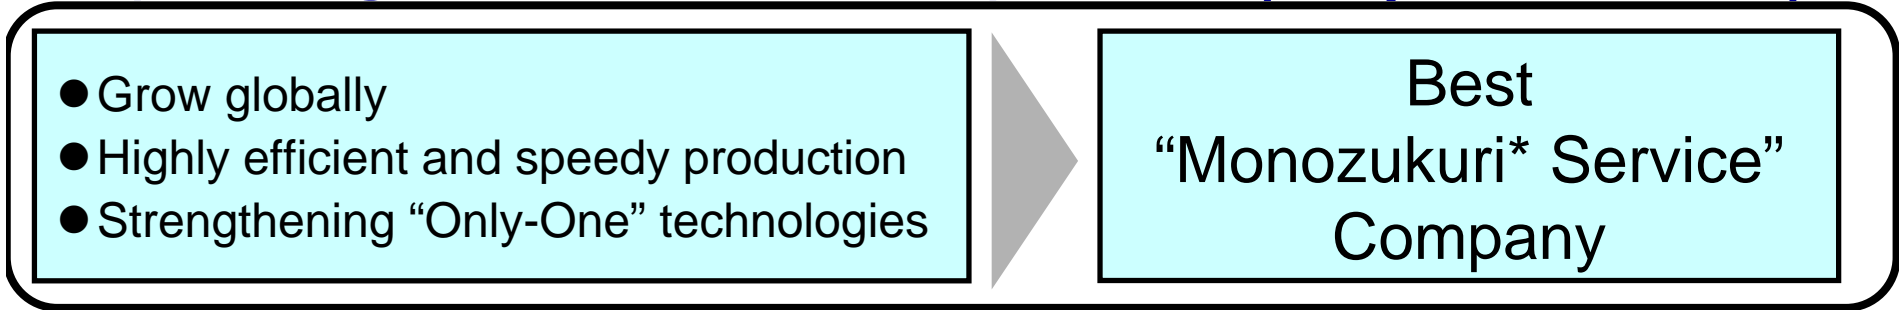 ● Grow globally
● Highly efficient and speedy production
● Strengthening “Only-One” technologies
Best
“Monozukuri* Service”
Company